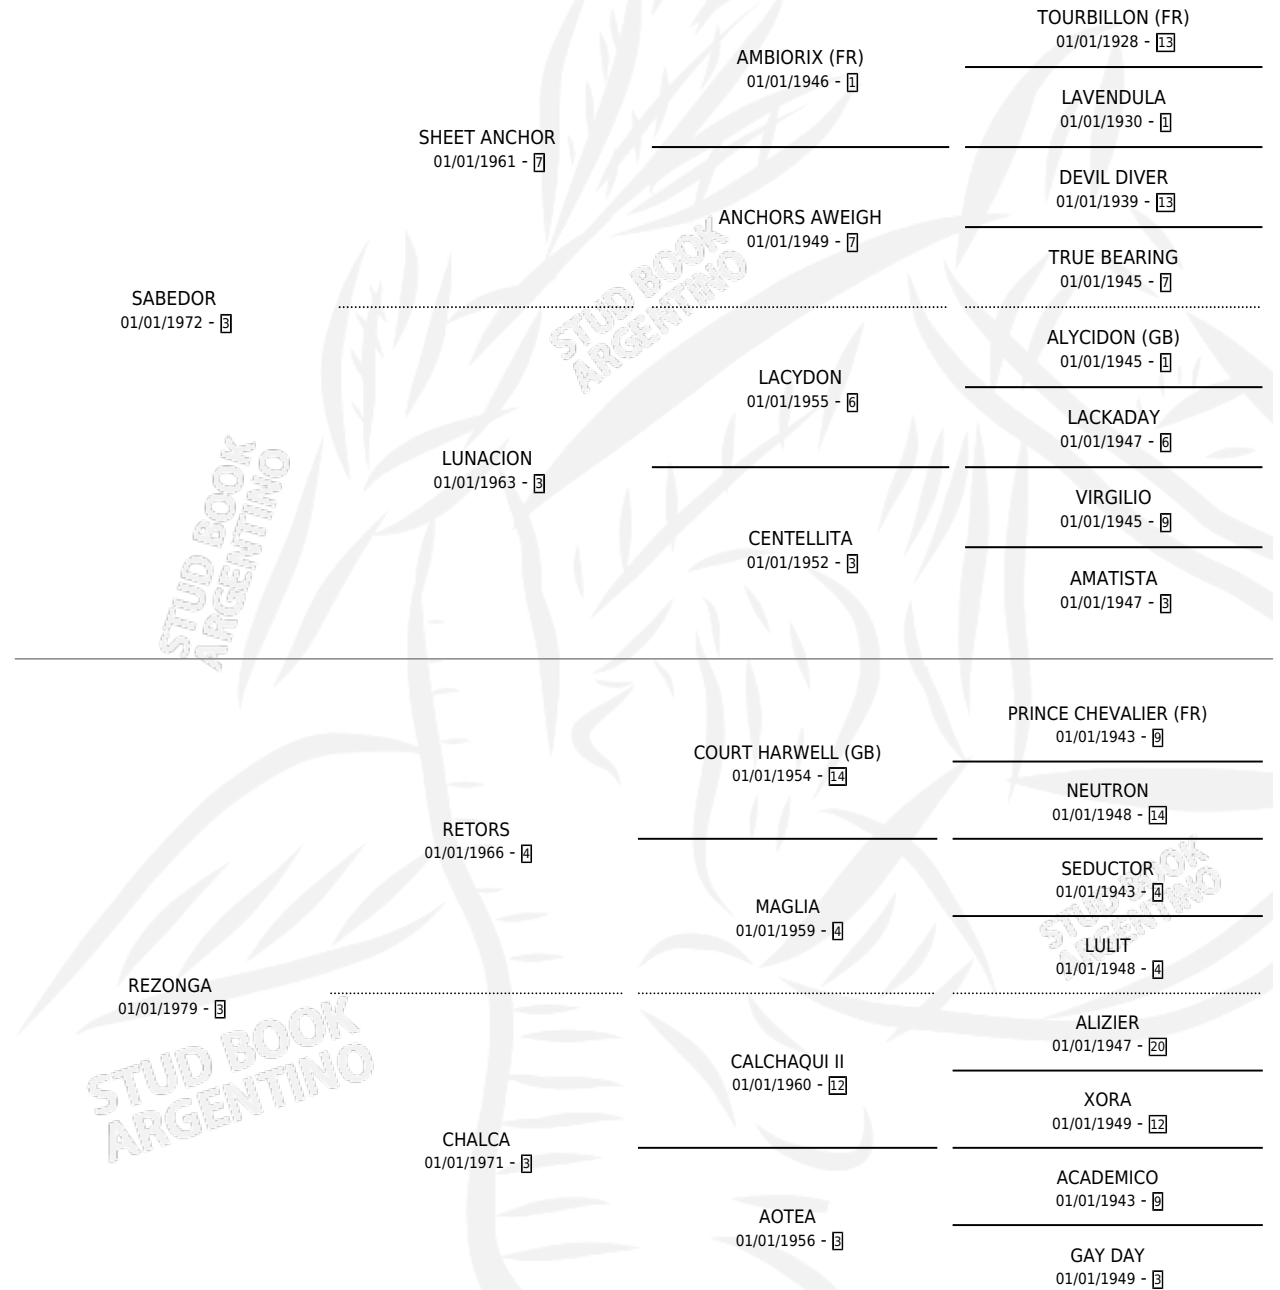 TOURBILLON (FR)
01/01/1928 - 13
AMBIORIX (FR)
01/01/1946 - 1
LAVENDULA
01/01/1930 - 1
SHEET ANCHOR
01/01/1961 - 7
DEVIL DIVER
01/01/1939 - 13
ANCHORS AWEIGH
01/01/1949 - 7
TRUE BEARING
01/01/1945 - 7
SABEDOR
01/01/1972 - 3
STUD BOOK
ARGENTINO
ALYCIDON (GB)
01/01/1945 - 1
LACYDON
01/01/1955 - 6
LACKADAY
01/01/1947 - 6
LUNACION
01/01/1963 - 3
VIRGILIO
01/01/1945 - 9
CENTELLITA
01/01/1952 - 3
AMATISTA
01/01/1947 - 3
STUD BOOK
ARGENTINO
PRINCE CHEVALIER (FR)
01/01/1943 - 9
COURT HARWELL (GB)
01/01/1954 - 14
NEUTRON
01/01/1948 - 14
RETORS
01/01/1966 - 4
SEDUCTOR
01/01/1943 - 4
MAGLIA
01/01/1959 - 4
LULIT
01/01/1948 - 4
STUD BOOK
ARGENTINO
REZONGA
01/01/1979 - 3
ALIZIER
01/01/1947 - 20
CALCHAQUI II
01/01/1960 - 12
XORA
01/01/1949 - 12
STUD BOOK
ARGENTINO
CHALCA
01/01/1971 - 3
ACADEMICO
01/01/1943 - 9
AOTEA
01/01/1956 - 3
GAY DAY
01/01/1949 - 3